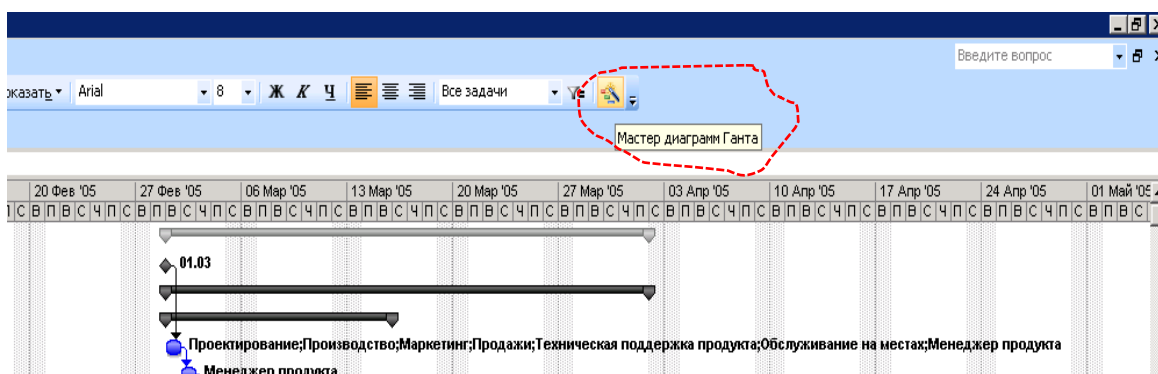 Введите вопрос
оказать Arial 8 Ж К Ч Все задачи
Мастер диаграмм Ганта
20 Фев '05 27 Фев '05 06 Мар '05 13 Мар '05 20 Мар '05 27 Мар '05 03 Апр '05 10 Апр '05 17 Апр '05 24 Апр '05 01 Май '05
П С В П В С Ч П С В П В С Ч П С В П В С Ч П С В П В С Ч П С В П В С Ч П С В П В С Ч П С В П В С Ч П С В П В С Ч П С В П В С Ч П С В П В С Ч П С В П В С
01.03
Проектирование;Производство;Маркетинг;Продажи;Техническая поддержка продукта;Обслуживание на местах;Менеджер продукта
Менеджер продукта